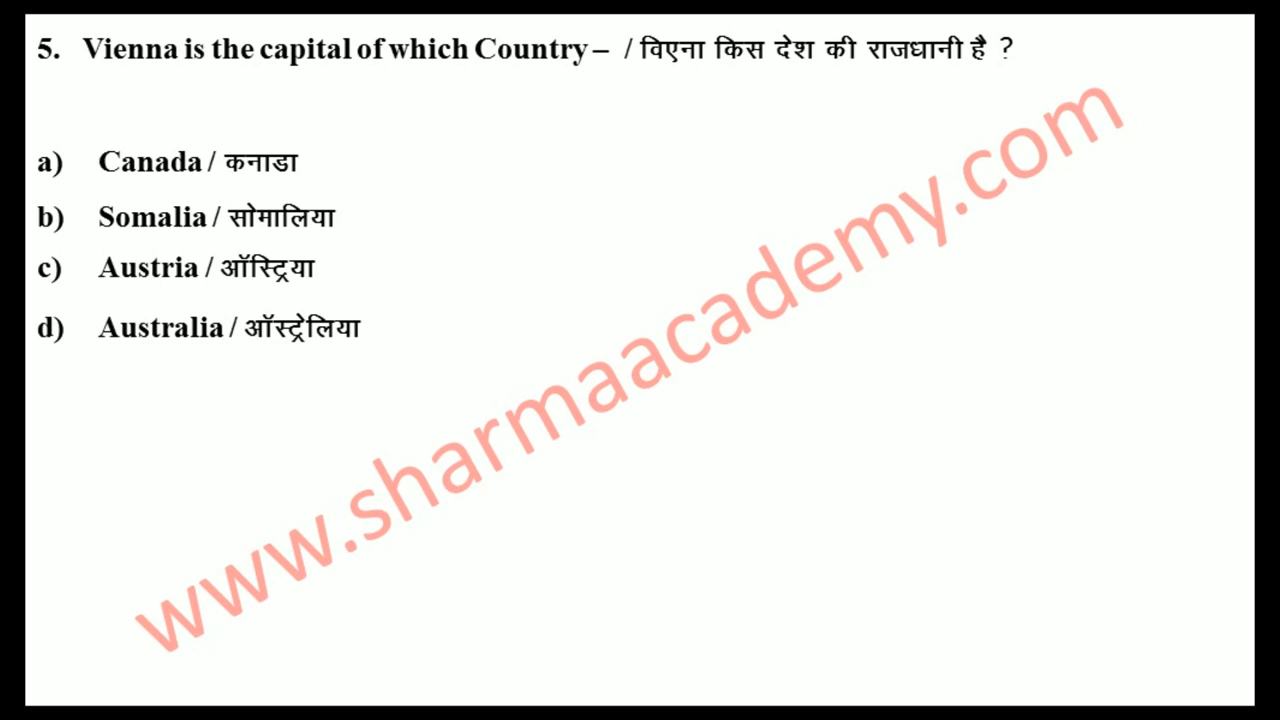 5. Vienna is the capital of which Country – / विएना किस देश की राजधानी है ?
a) Canada / कनाडा
b) Somalia / सोमालिया
c) Austria / ऑस्ट्रिया
d) Australia / ऑस्ट्रेलिया
www.sharmaacademy.com